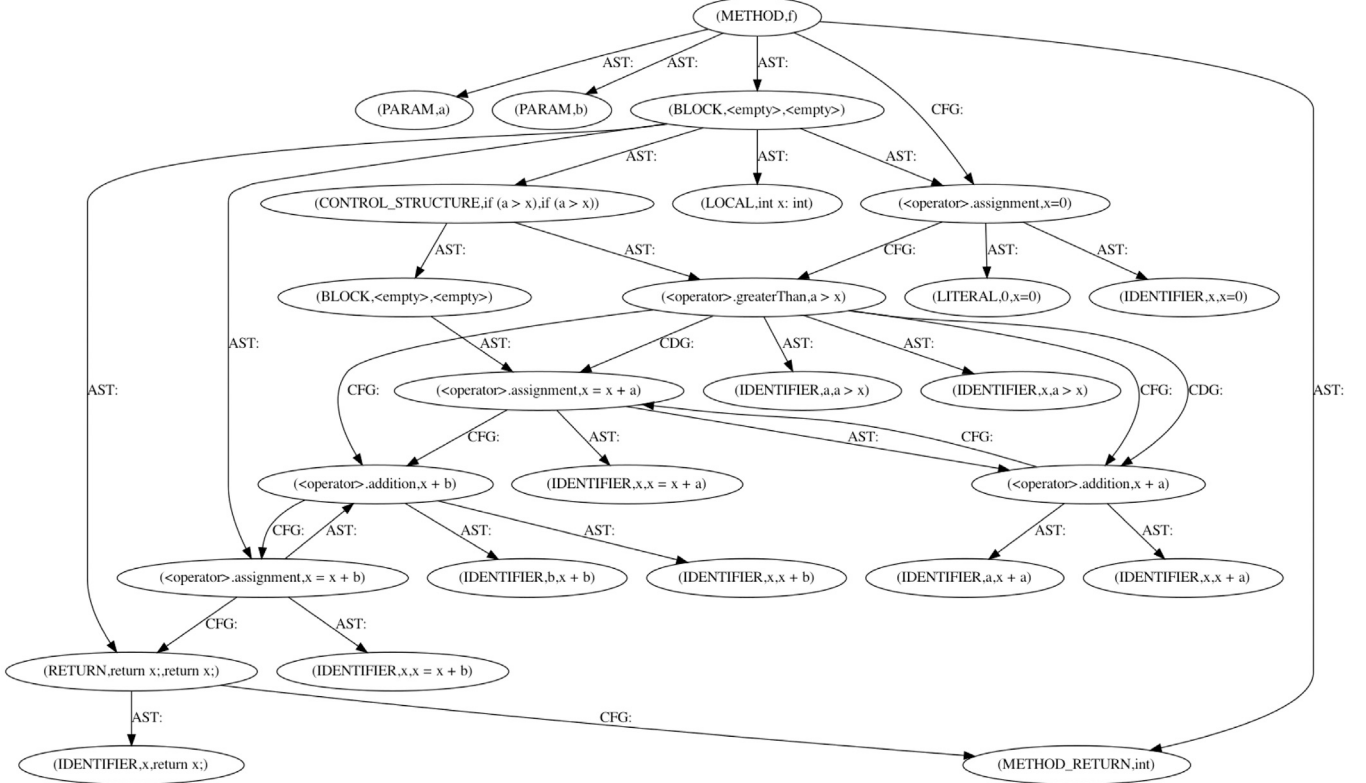 (METHOD,f)
AST: AST: AST:
(PARAM,a) (PARAM,b) (BLOCK,<empty>,<empty>) CFG:
AST: AST: AST:
(CONTROL_STRUCTURE,if (a > x),if (a > x)) (LOCAL,int x: int) (<operator>.assignment,x=0)
AST: AST: CFG: AST: AST:
(BLOCK,<empty>,<empty>) (<operator>.greaterThan,a > x) (LITERAL,0,x=0) (IDENTIFIER,x,x=0)
AST: AST: CDG: AST: AST:
AST: CFG: (<operator>.assignment,x = x + a) (IDENTIFIER,a,a > x) (IDENTIFIER,x,a > x) CFG: CDG: AST:
CFG: AST: AST: CFG:
(<operator>.addition,x + b) (IDENTIFIER,x,x = x + a) (<operator>.addition,x + a)
CFG: AST: AST: AST: AST: AST:
(<operator>.assignment,x = x + b) (IDENTIFIER,b,x + b) (IDENTIFIER,x,x + b) (IDENTIFIER,a,x + a) (IDENTIFIER,x,x + a)
CFG: AST:
(RETURN,return x;,return x;) (IDENTIFIER,x,x = x + b)
AST: CFG:
(IDENTIFIER,x,return x;) (METHOD_RETURN,int)